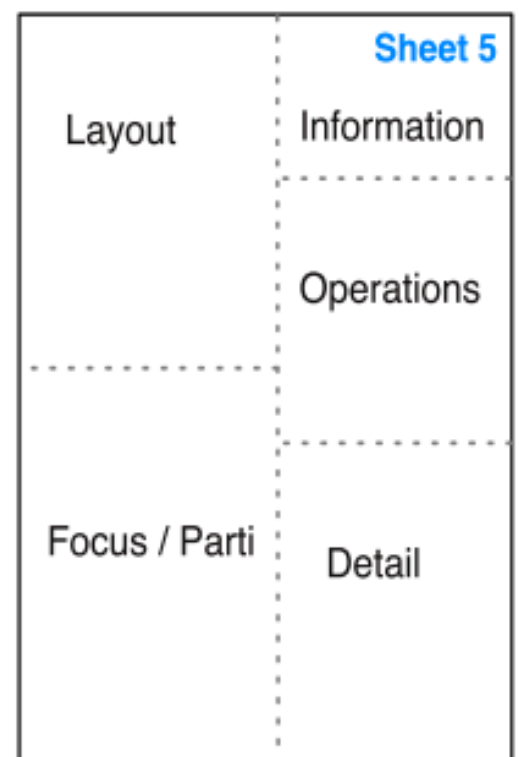 Sheet 5
Layout
Information
Operations
Focus / Parti
Detail